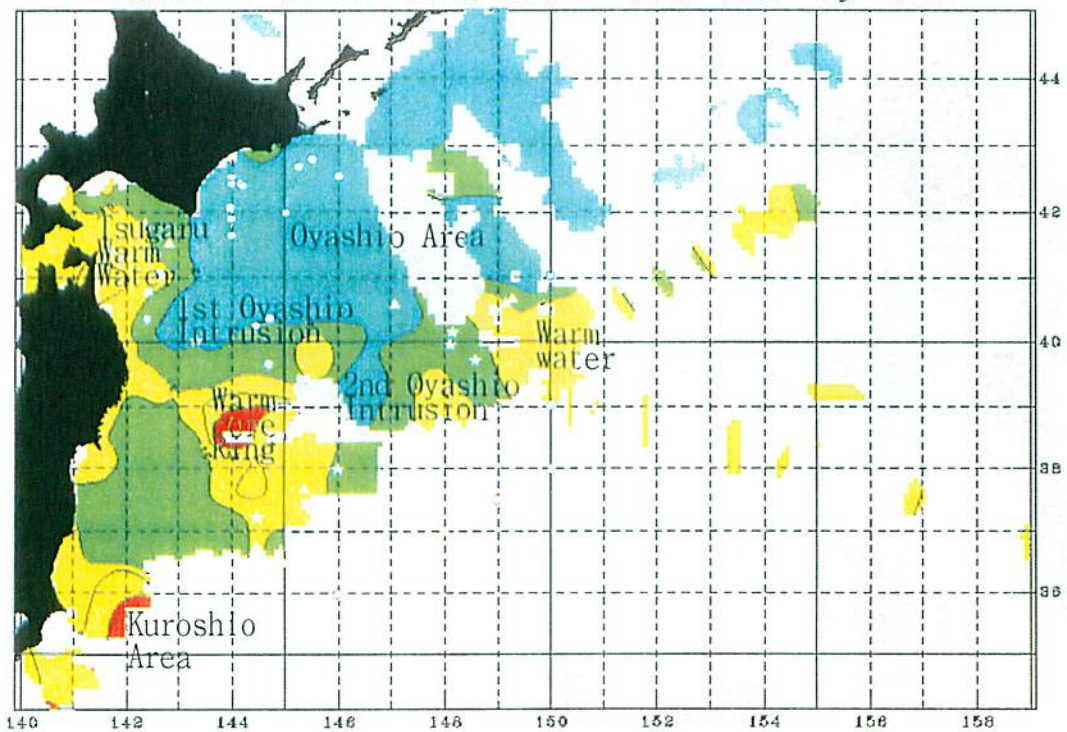 44
Tsugaru
Warm
Water
42
Oyashio Area
1st Oyaship
Intrusion
Warm
water
40
2nd Oyashio
Intrusion
Warm-
Core
Ring
38
36
Kuroshio
Area
140 142 144 146 148 150 152 154 156 158